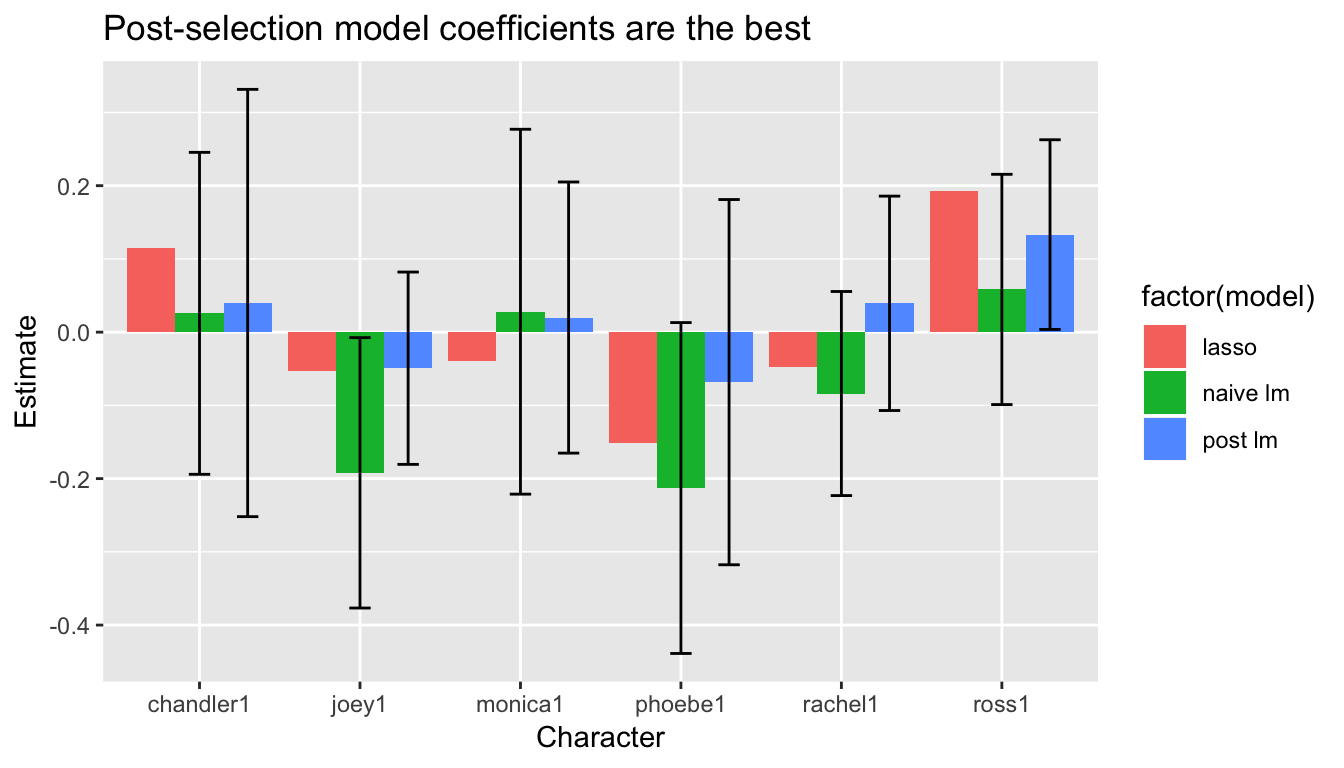 Post-selection model coefficients are the best
Estimate
0.2
0.0
-0.2
-0.4
chandler1
joey1
monica1
phoebe1
rachel1
ross1
Character
factor(model)
lasso
naive lm
post lm